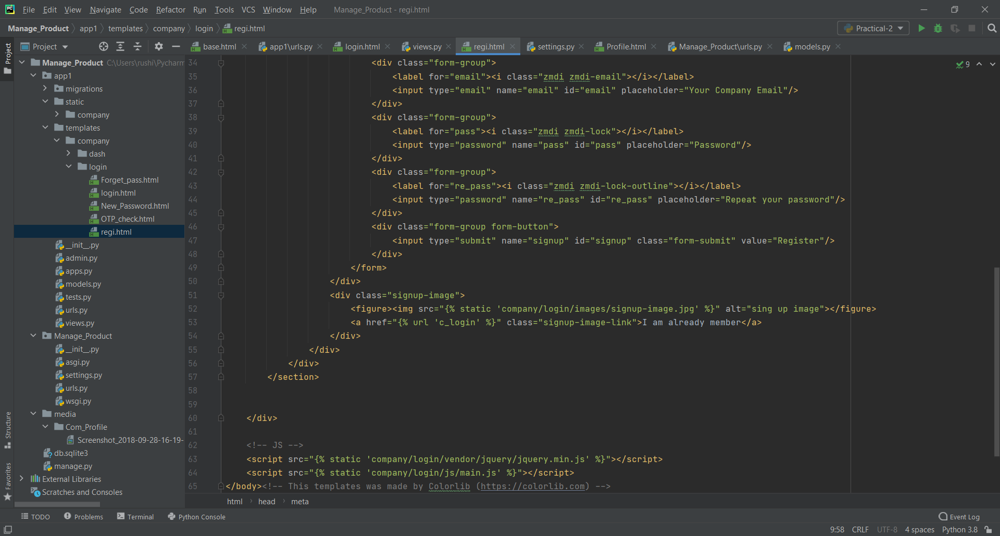 PC File Edit View Navigate Code Refactor Run Tools VCS Window Help Manage_Product - regi.html
Manage_Product app1 templates company login regi.html Practical-2
Project base.html app1\urls.py login.html views.py regi.html settings.py Profile.html Manage_Product\urls.py models.py
Project
Structure
Favorites
Manage_Product C:\Users\rushi\Pycharm
app1
migrations
static
company
templates
company
dash
login
Forget_pass.html
login.html
New_Password.html
OTP_check.html
regi.html
__init__.py
admin.py
apps.py
models.py
tests.py
urls.py
views.py
Manage_Product
__init__.py
asgi.py
settings.py
urls.py
wsgi.py
media
Com_Profile
Screenshot_2018-09-28-16-19-
db.sqlite3
manage.py
External Libraries
Scratches and Consoles
9
34 <div class="form-group">
35 <label for="email"><i class="zmdi zmdi-email"></i></label>
36 <input type="email" name="email" id="email" placeholder="Your Company Email"/>
37 </div>
38 <div class="form-group">
39 <label for="pass"><i class="zmdi zmdi-lock"></i></label>
40 <input type="password" name="pass" id="pass" placeholder="Password"/>
41 </div>
42 <div class="form-group">
43 <label for="re_pass"><i class="zmdi zmdi-lock-outline"></i></label>
44 <input type="password" name="re_pass" id="re_pass" placeholder="Repeat your password"/>
45 </div>
46 <div class="form-group form-button">
47 <input type="submit" name="signup" id="signup" class="form-submit" value="Register"/>
48 </div>
49 </form>
50 </div>
51 <div class="signup-image">
52 <figure><img src="{% static 'company/login/images/signup-image.jpg' %}" alt="sing up image"></figure>
53 <a href="{% url 'c_login' %}" class="signup-image-link">I am already member</a>
54 </div>
55 </div>
56 </div>
57 </section>
58
59
60 </div>
61
62 <!-- JS -->
63 <script src="{% static 'company/login/vendor/jquery/jquery.min.js' %}"></script>
64 <script src="{% static 'company/login/js/main.js' %}"></script>
65 </body><!-- This templates was made by Colorlib (https://colorlib.com) -->
html head meta
TODO Problems Terminal Python Console Event Log
9:58 CRLF UTF-8 4 spaces Python 3.8